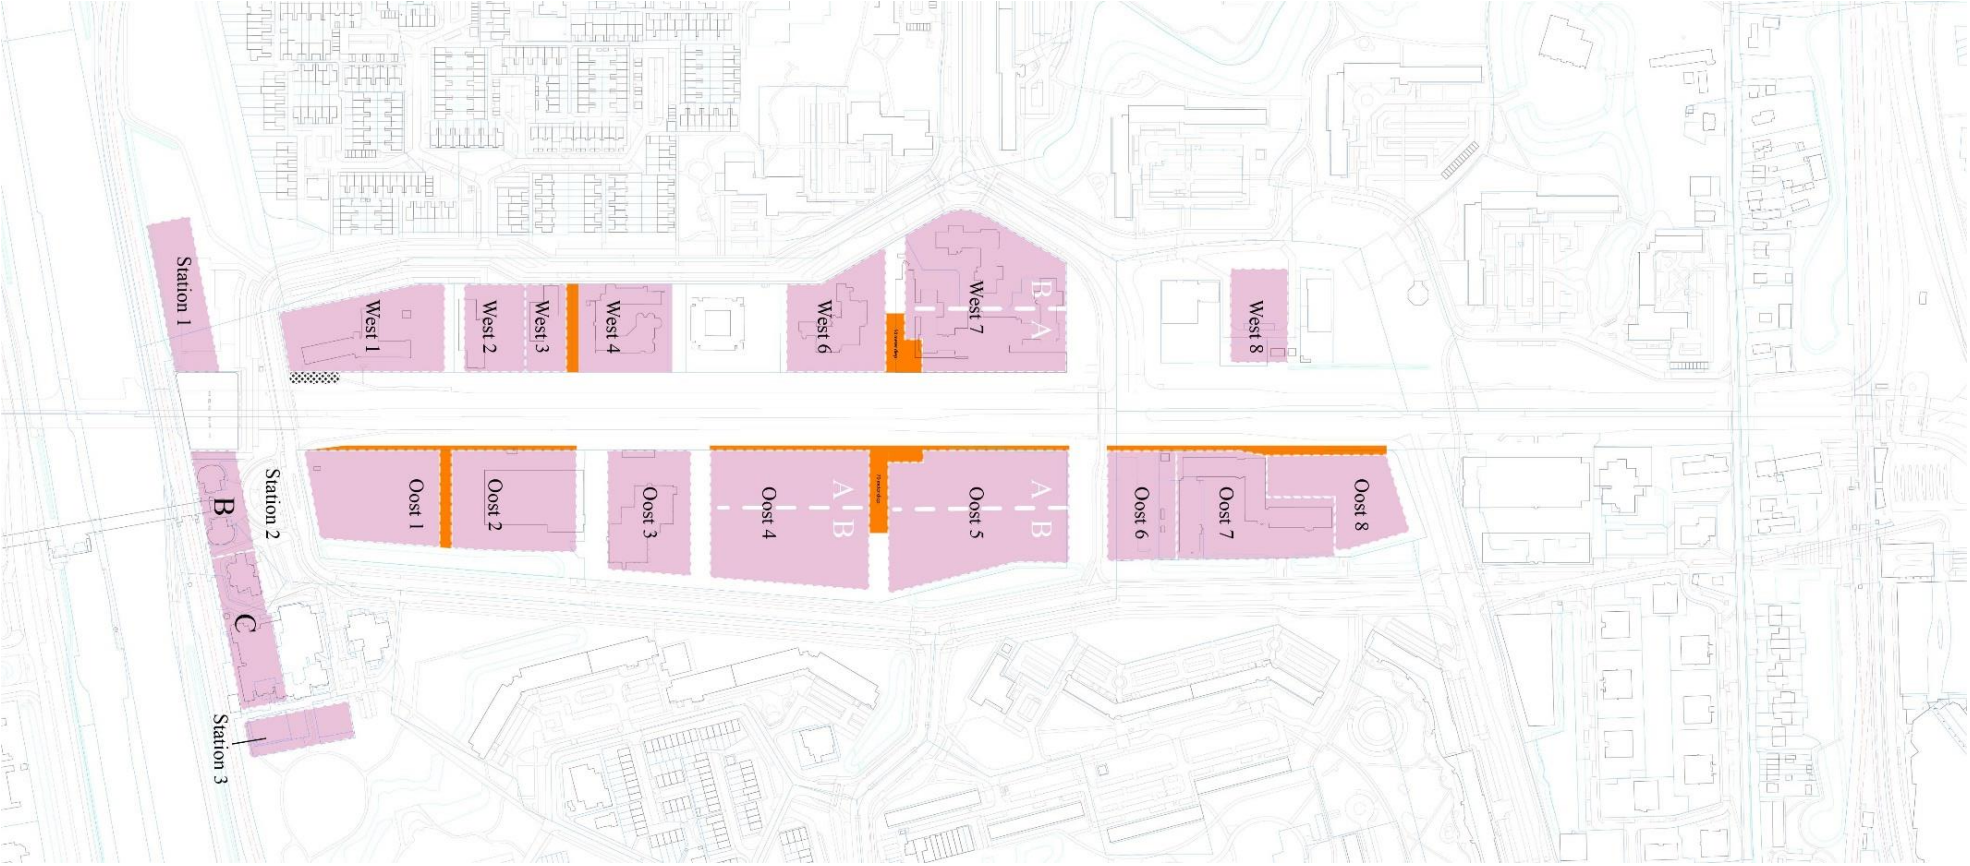 Station 1
West 1
West 2
West 3
West 4
West 6
West 7
B
A
West 8
Station 2
B
C
Station 3
Oost 1
Oost 2
Oost 3
Oost 4
A
B
Oost 5
A
B
Oost 6
Oost 7
Oost 8